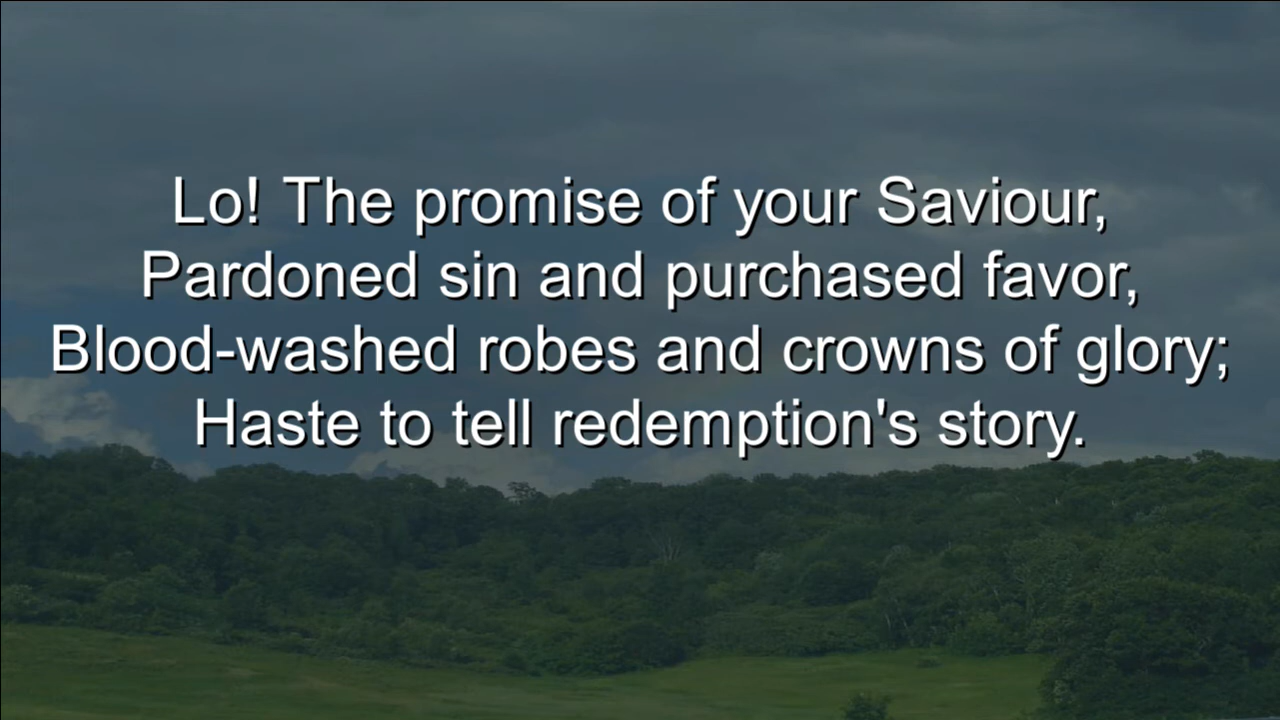 Lo! The promise of your Saviour,
Pardoned sin and purchased favor,
Blood-washed robes and crowns of glory;
Haste to tell redemption's story.